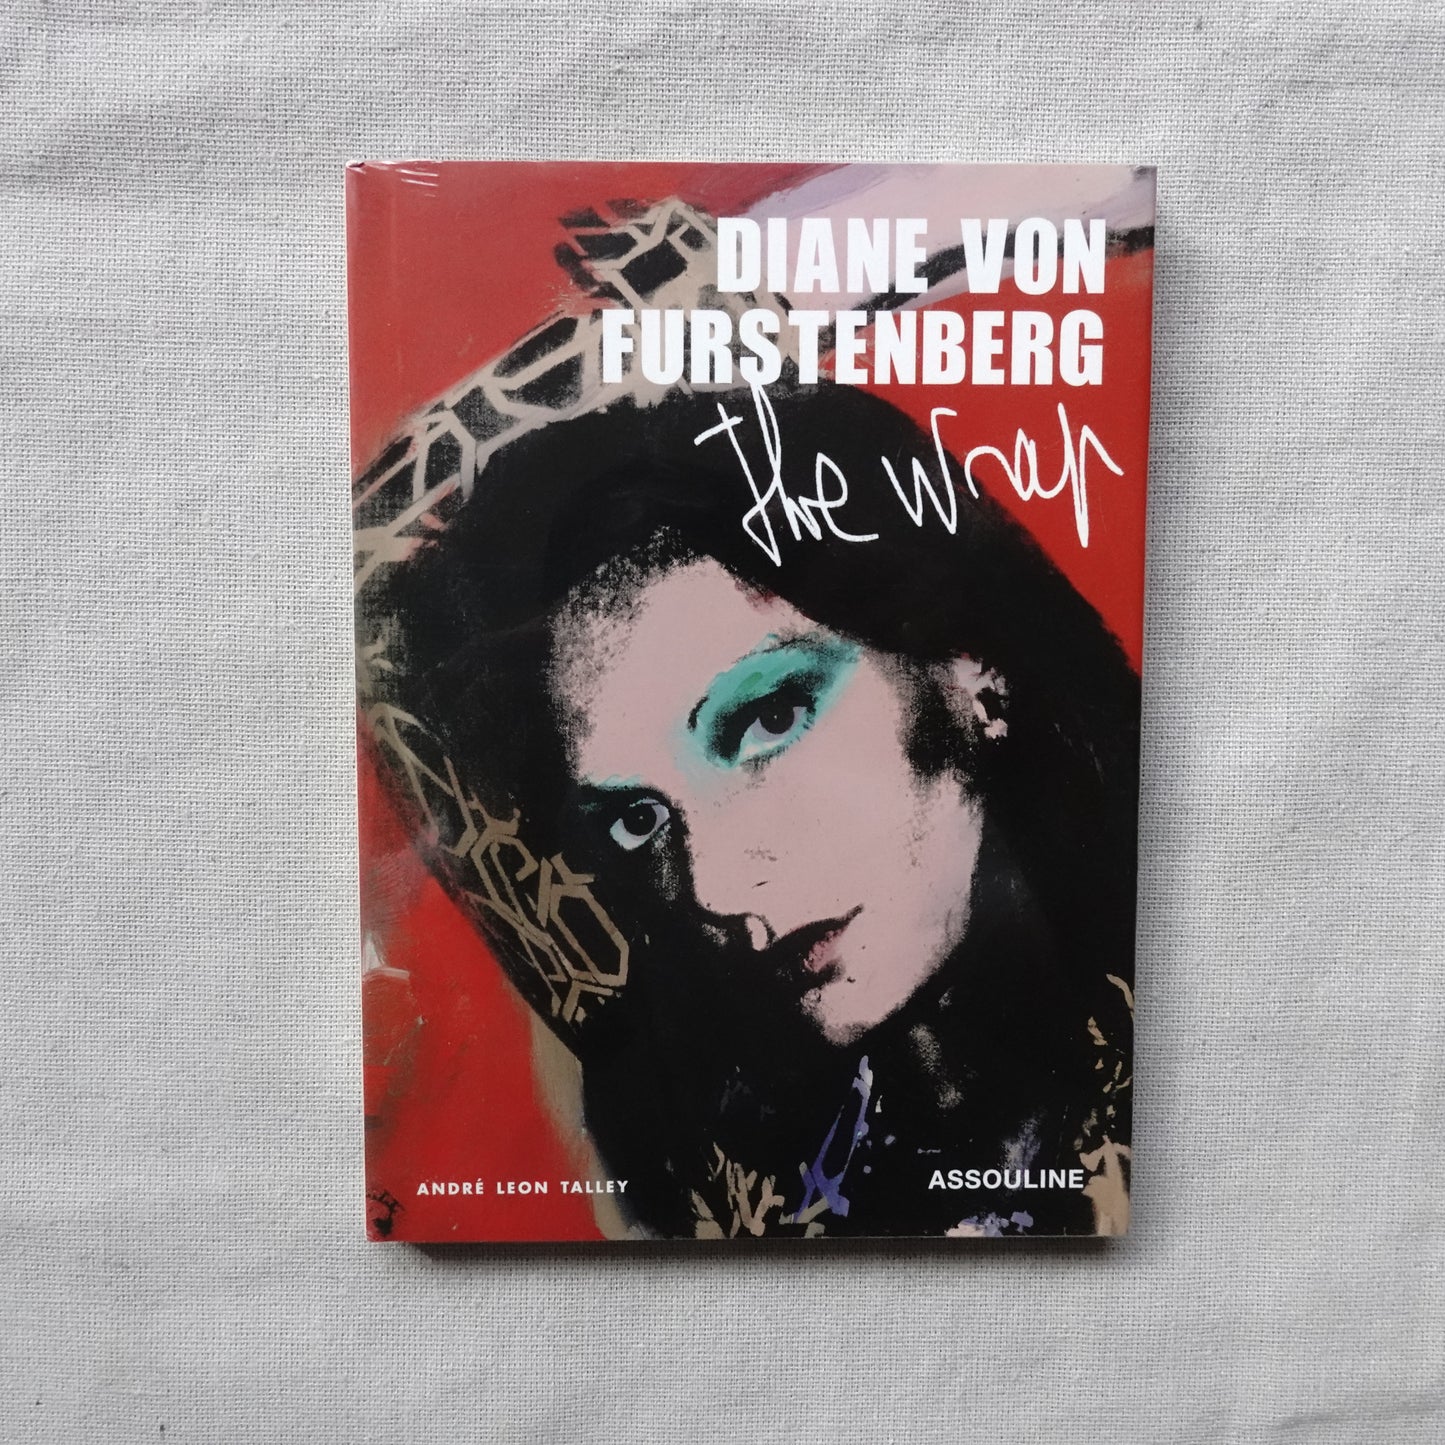 DIANE VON
FURSTENBERG
the wrap
ANDRÉ LEON TALLEY
ASSOULINE